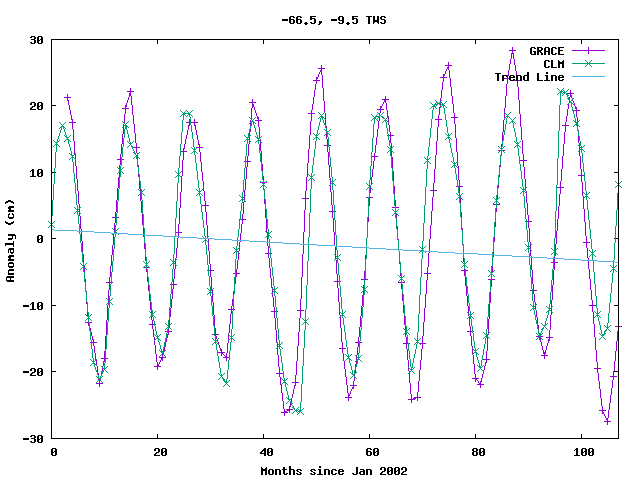 -66.5, -9.5 TWS
GRACE
CLM
Trend Line
30
20
10
0
-10
-20
-30
Anomaly (cm)
0 20 40 60 80 100
Months since Jan 2002